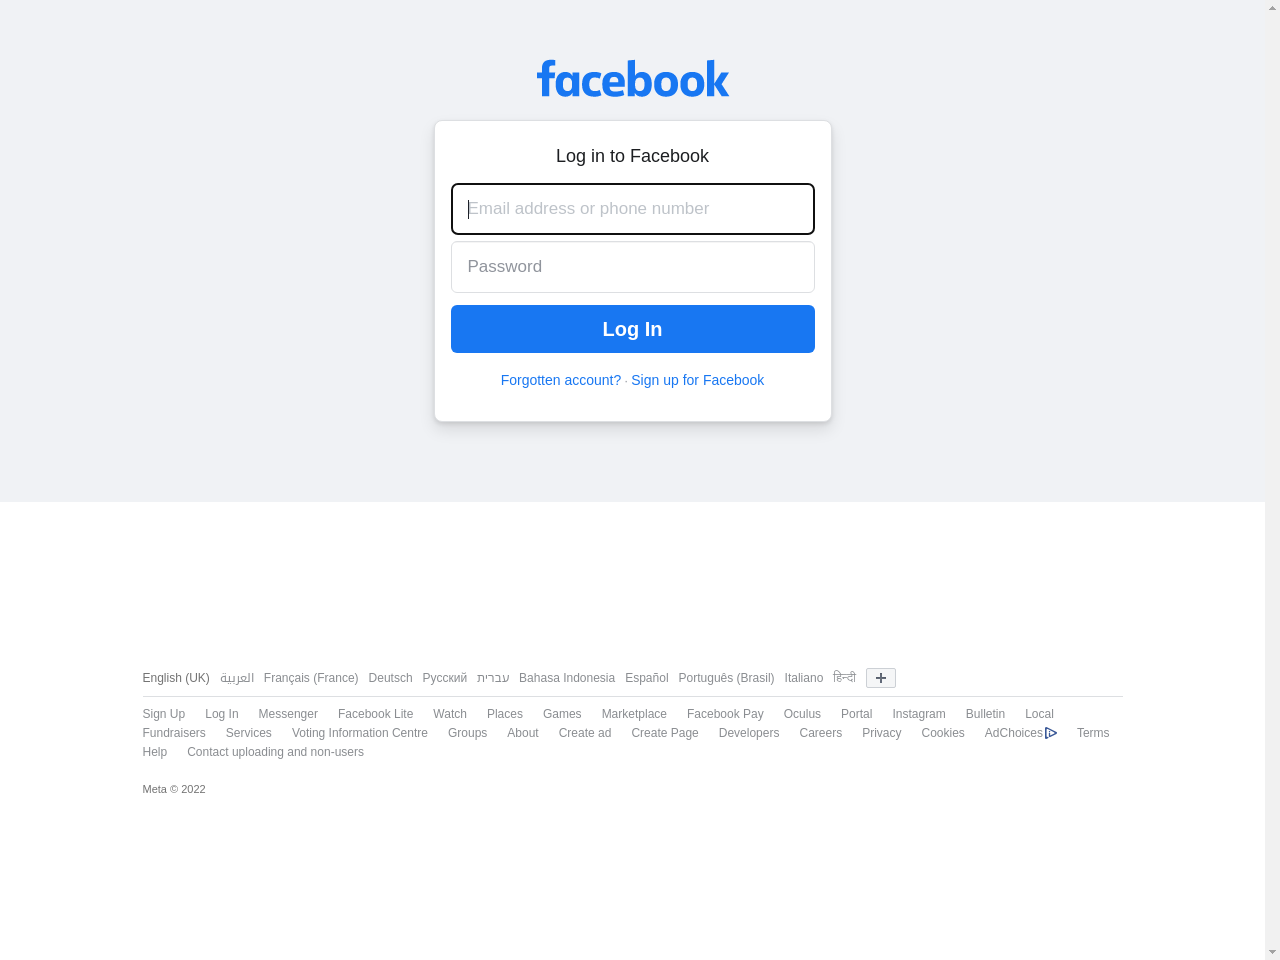 facebook
Log in to Facebook
Email address or phone number
Password
Log In
Forgotten account? · Sign up for Facebook
English (UK) العربية Français (France) Deutsch Русский עברית Bahasa Indonesia Español Português (Brasil) Italiano हिन्दी
Sign Up Log In Messenger Facebook Lite Watch Places Games Marketplace Facebook Pay Oculus Portal Instagram Bulletin Local
Fundraisers Services Voting Information Centre Groups About Create ad Create Page Developers Careers Privacy Cookies AdChoices Terms
Help Contact uploading and non-users
Meta © 2022